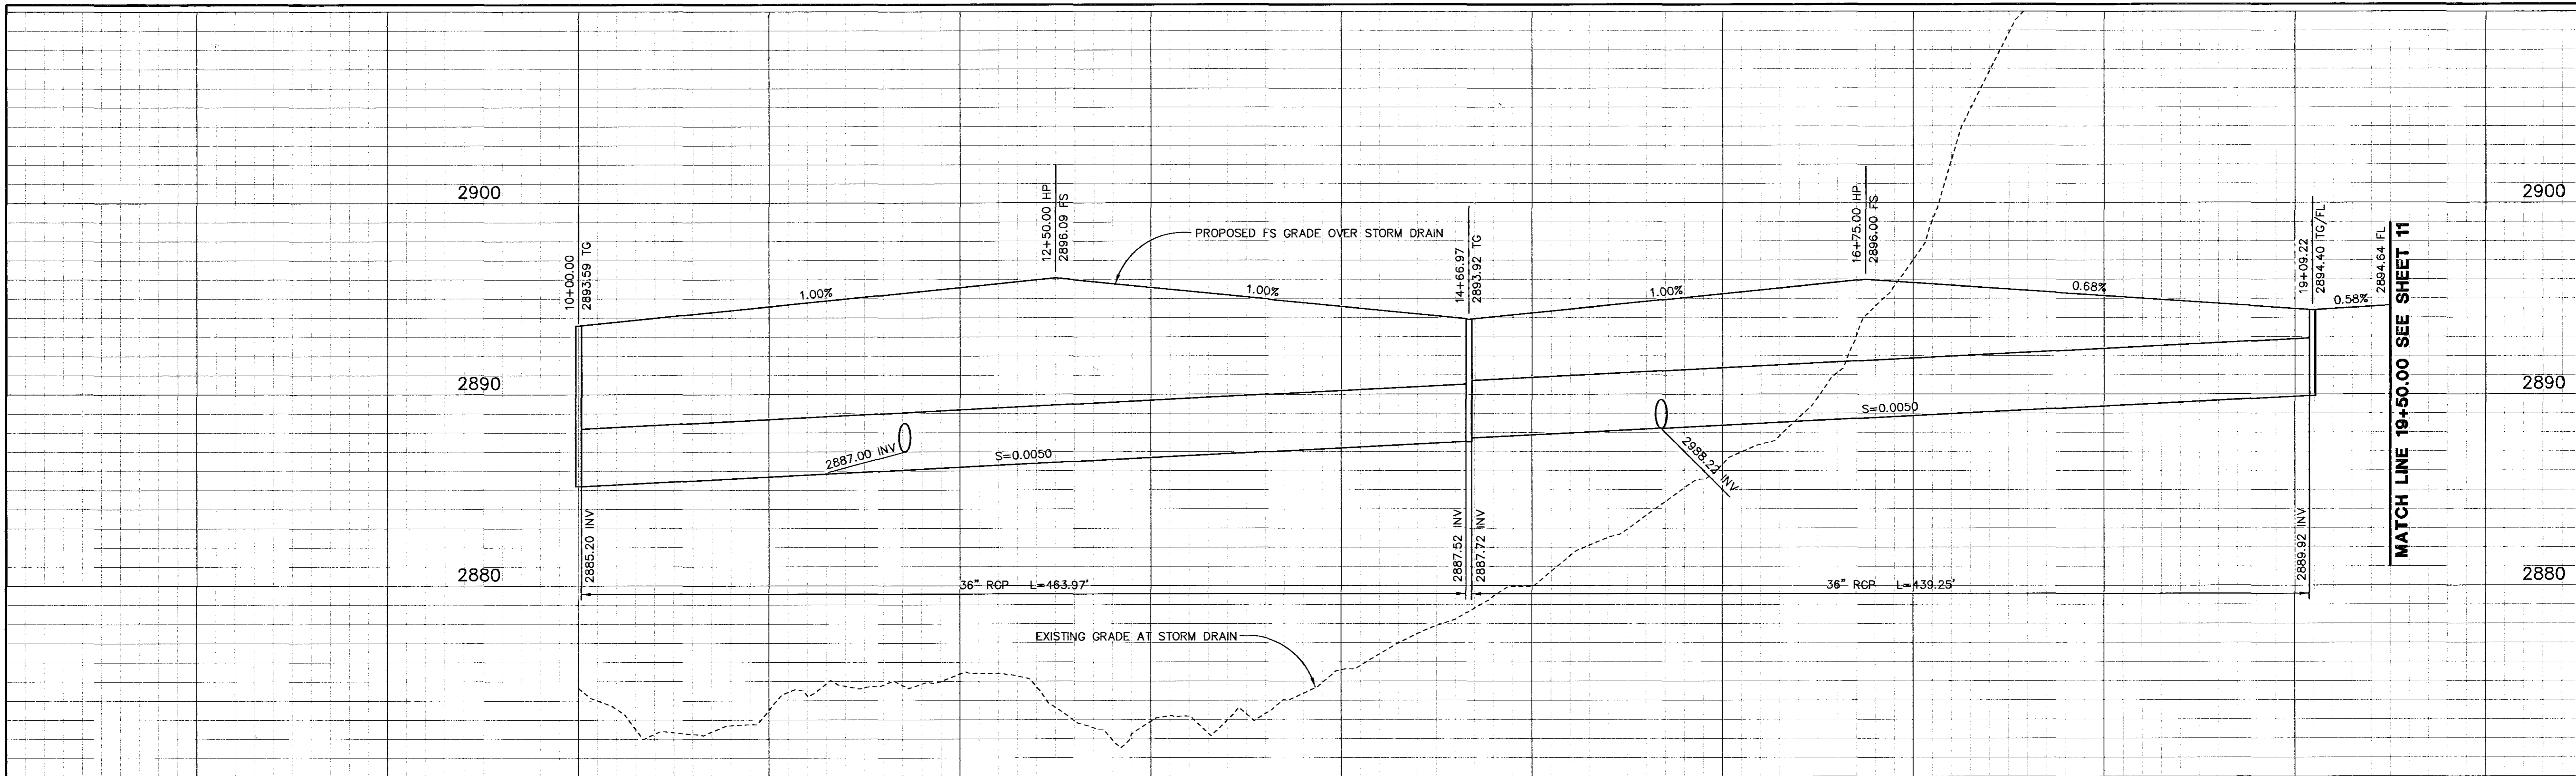 2900
2890
2880
10+00.00
2893.59 TG
1.00%
12+50.00 HP
2896.09 FS
PROPOSED FS GRADE OVER STORM DRAIN
1.00%
14+66.97
2893.92 TG
1.00%
16+75.00 HP
2896.00 FS
0.68%
19+09.22
2894.40 TG/FL
0.58%
2894.64 FL
MATCH LINE 19+50.00 SEE SHEET 11
2900
2890
2880
2887.00 INV
S=0.0050
2988.22 INV
S=0.0050
2885.20 INV
36" RCP L=463.97'
2887.52 INV
2887.72 INV
36" RCP L=439.25'
2889.92 INV
EXISTING GRADE AT STORM DRAIN